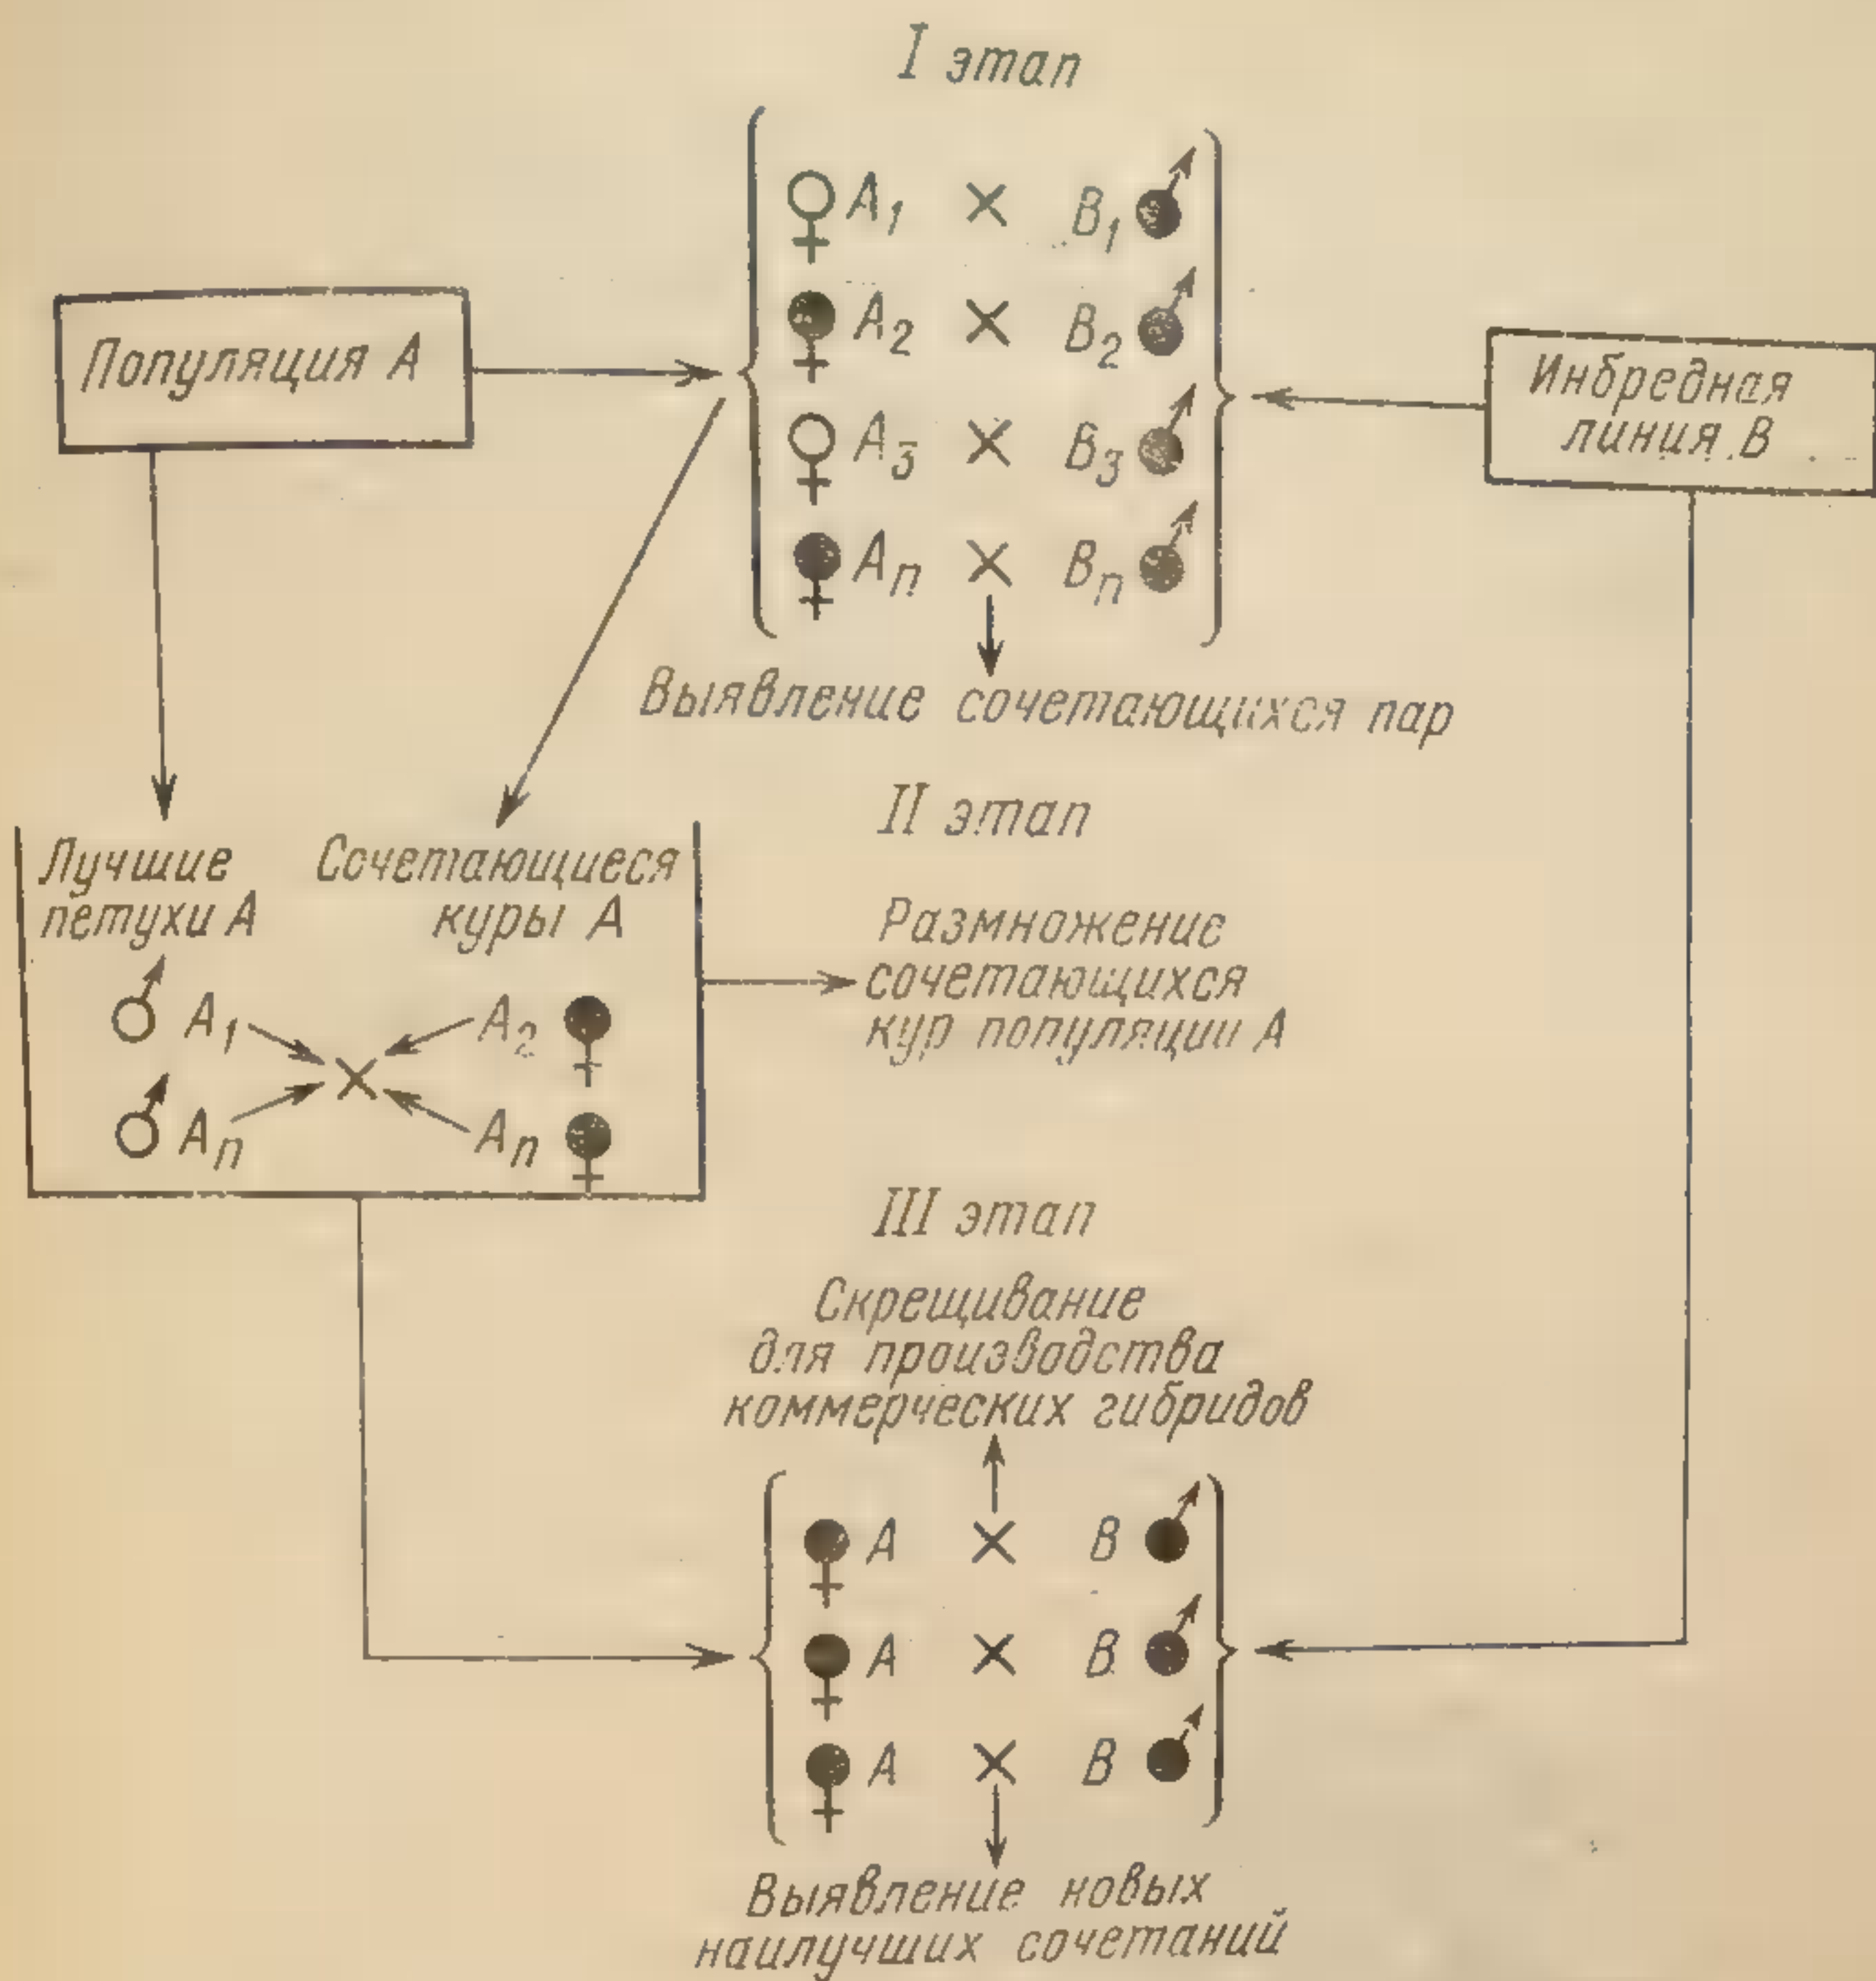 I этап
♀ A₁ × B₁ ♂
♀ A₂ × B₂ ♂
♀ A₃ × B₃ ♂
♀ Aₙ × Bₙ ♂
Популяция А
Инбредная
линия В
Выявление сочетающихся пар
II этап
Лучшие
петухи А
Сочетающиеся
куры А
♂ A₁ × A₂ ♀
♂ Aₙ Aₙ ♀
Размножение
сочетающихся
кур популяции А
III этап
Скрещивание
для производства
коммерческих гибридов
♀ A × B ♂
♀ A × B ♂
♀ A × B ♂
Выявление новых
наилучших сочетаний